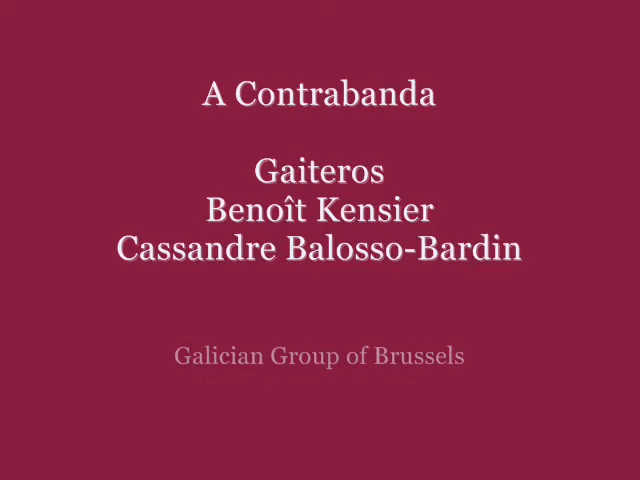 A Contrabanda
Gaiteros
Benoît Kensier
Cassandre Balosso-Bardin
Galician Group of Brussels